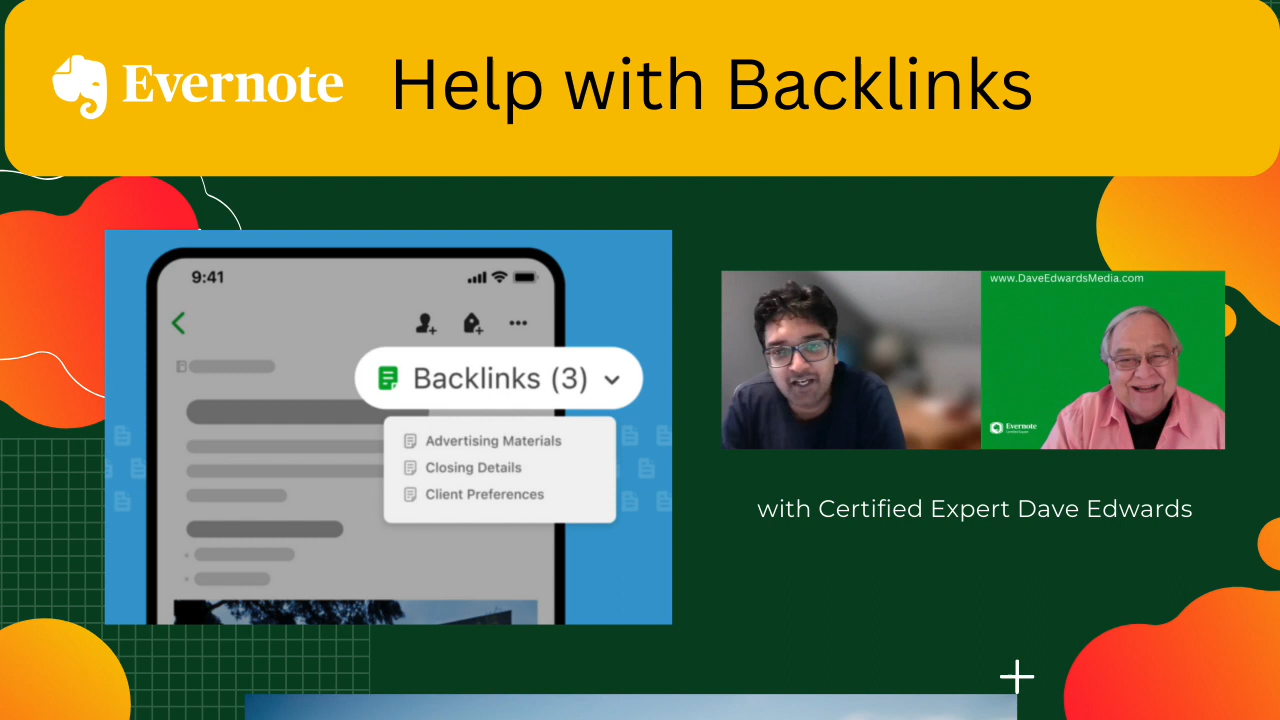 Evernote
Help with Backlinks
9:41
Backlinks (3)
Advertising Materials
Closing Details
Client Preferences
www.DaveEdwardsMedia.com
Evernote
with Certified Expert Dave Edwards